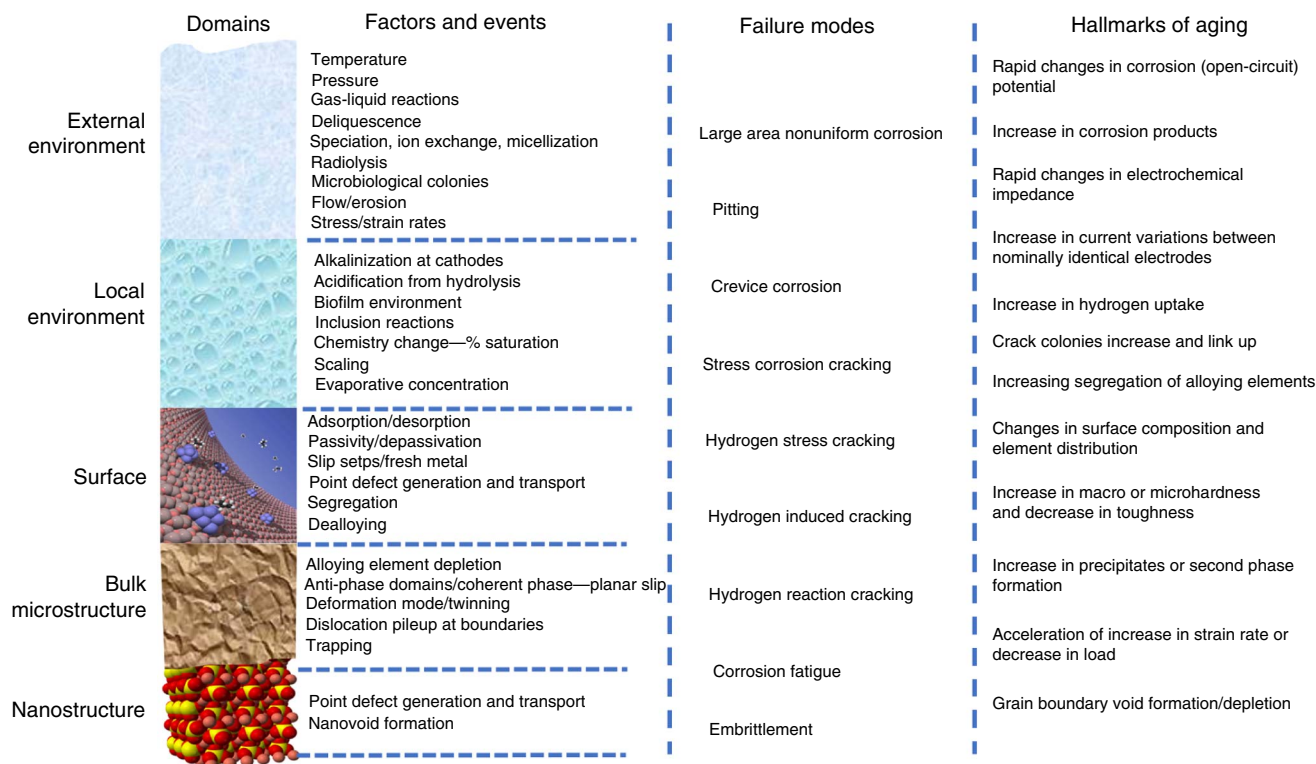 Domains
Factors and events
Failure modes
Hallmarks of aging
External
environment
Temperature
Pressure
Gas-liquid reactions
Deliquescence
Speciation, ion exchange, micellization
Radiolysis
Microbiological colonies
Flow/erosion
Stress/strain rates
Local
environment
Alkalinization at cathodes
Acidification from hydrolysis
Biofilm environment
Inclusion reactions
Chemistry change—% saturation
Scaling
Evaporative concentration
Surface
Adsorption/desorption
Passivity/depassivation
Slip setps/fresh metal
Point defect generation and transport
Segregation
Dealloying
Bulk
microstructure
Alloying element depletion
Anti-phase domains/coherent phase—planar slip
Deformation mode/twinning
Dislocation pileup at boundaries
Trapping
Nanostructure
Point defect generation and transport
Nanovoid formation
Large area nonuniform corrosion
Pitting
Crevice corrosion
Stress corrosion cracking
Hydrogen stress cracking
Hydrogen induced cracking
Hydrogen reaction cracking
Corrosion fatigue
Embrittlement
Rapid changes in corrosion (open-circuit)
potential
Increase in corrosion products
Rapid changes in electrochemical
impedance
Increase in current variations between
nominally identical electrodes
Increase in hydrogen uptake
Crack colonies increase and link up
Increasing segregation of alloying elements
Changes in surface composition and
element distribution
Increase in macro or microhardness
and decrease in toughness
Increase in precipitates or second phase
formation
Acceleration of increase in strain rate or
decrease in load
Grain boundary void formation/depletion